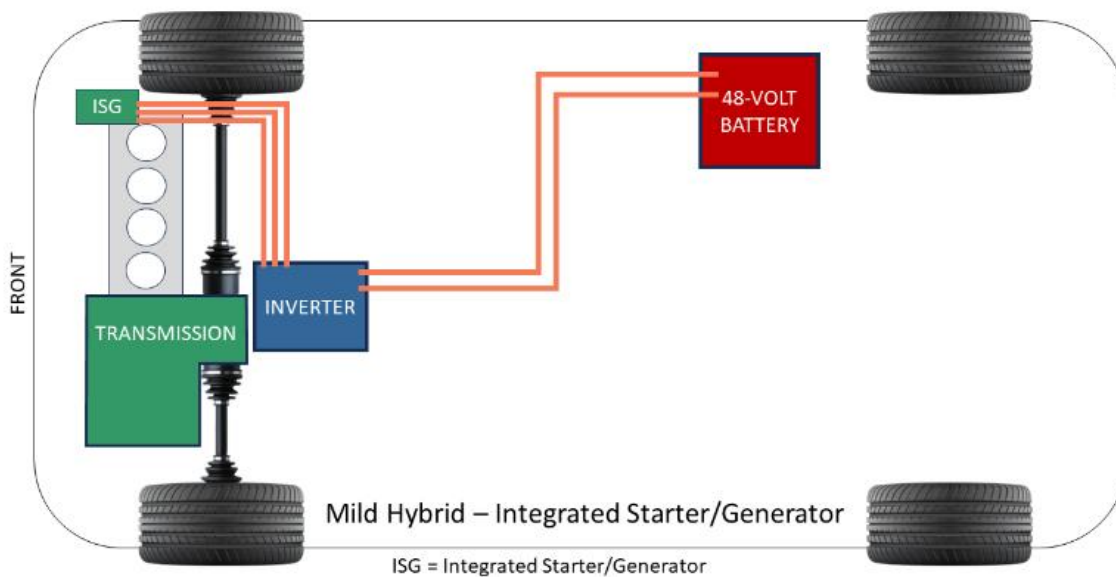 ISG
48-VOLT
BATTERY
FRONT
INVERTER
TRANSMISSION
Mild Hybrid – Integrated Starter/Generator
ISG = Integrated Starter/Generator